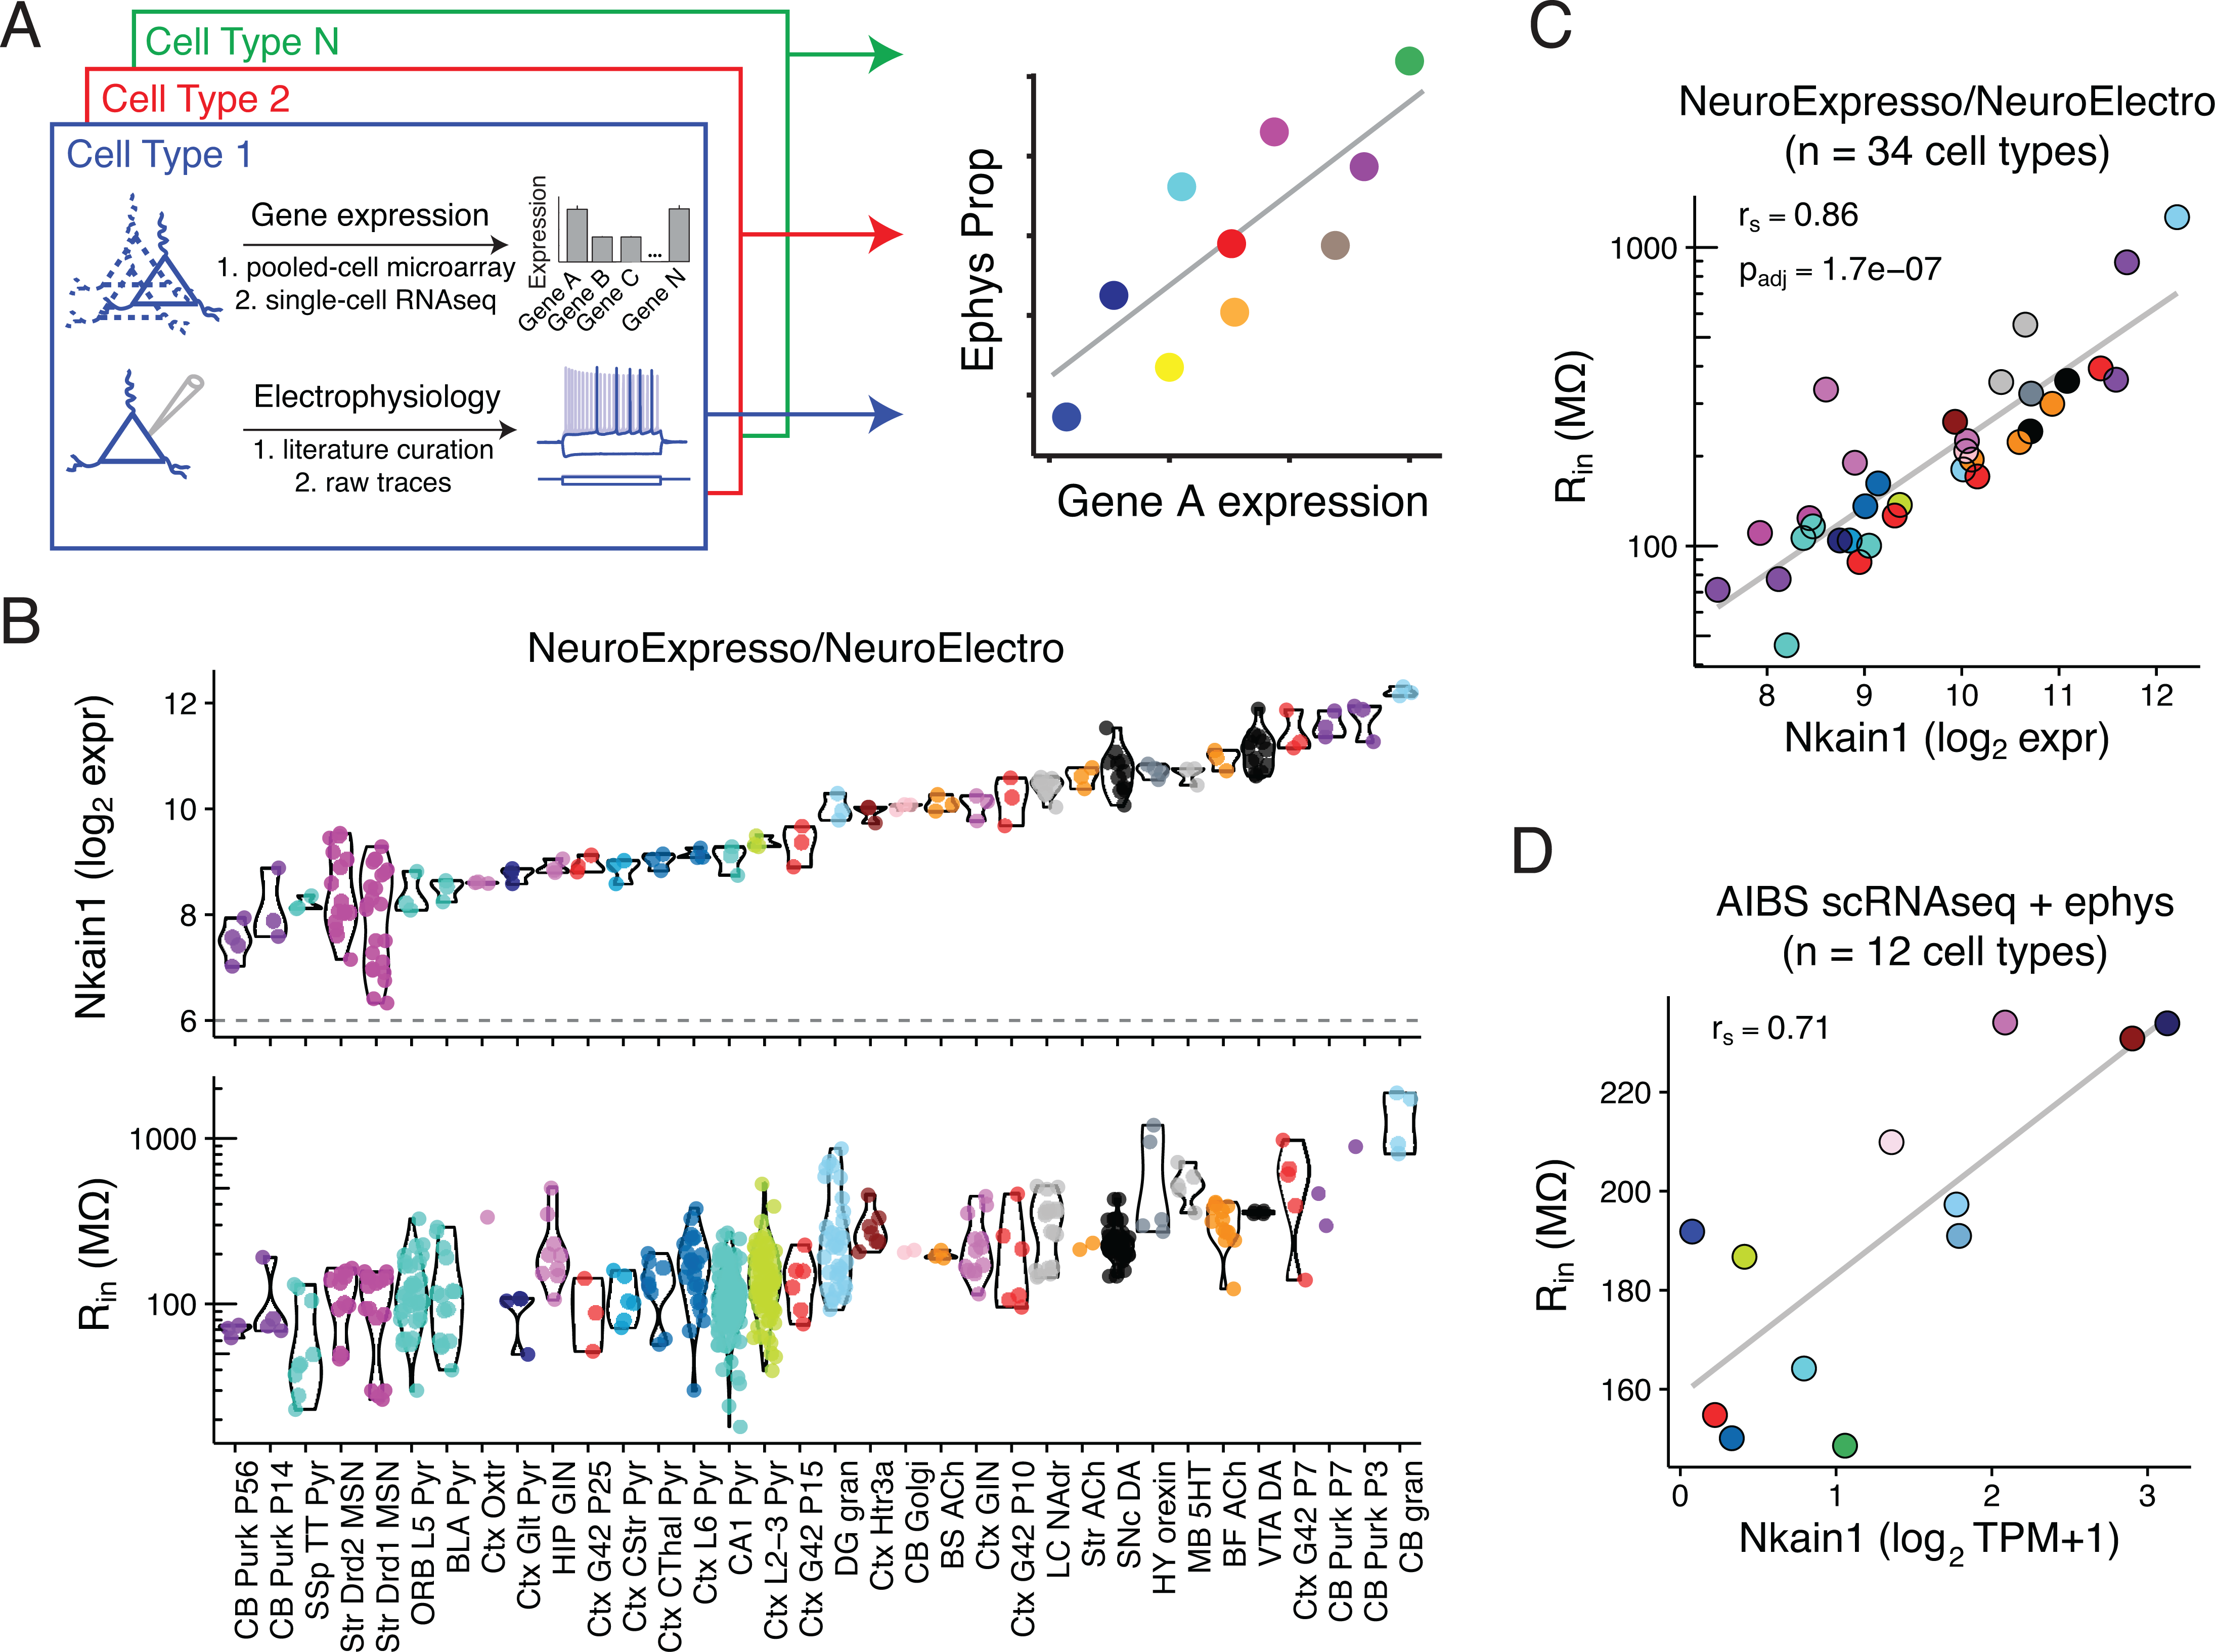 A
Cell Type N
Cell Type 2
Cell Type 1
Gene expression
1. pooled-cell microarray
2. single-cell RNAseq
Expression
Gene A
Gene B
Gene C
...
Gene N
Electrophysiology
1. literature curation
2. raw traces
Ephys Prop
Gene A expression
B
NeuroExpresso/NeuroElectro
Nkain1 (log2 expr)
12
10
8
6
Rin (MΩ)
1000
100
CB Purk P56
CB Purk P14
SSp TT Pyr
Str Drd2 MSN
Str Drd1 MSN
ORB L5 Pyr
BLA Pyr
Ctx Oxtr
Ctx Glt Pyr
HIP GIN
Ctx G42 P25
Ctx CStr Pyr
Ctx CThal Pyr
Ctx L6 Pyr
CA1 Pyr
Ctx L2−3 Pyr
Ctx G42 P15
DG gran
Ctx Htr3a
CB Golgi
BS ACh
Ctx GIN
Ctx G42 P10
LC NAdr
Str ACh
SNc DA
HY orexin
MB 5HT
BF ACh
VTA DA
Ctx G42 P7
CB Purk P7
CB Purk P3
CB gran
C
NeuroExpresso/NeuroElectro
(n = 34 cell types)
rs = 0.86
padj = 1.7e−07
Rin (MΩ)
1000
100
8 9 10 11 12
Nkain1 (log2 expr)
D
AIBS scRNAseq + ephys
(n = 12 cell types)
rs = 0.71
Rin (MΩ)
220
200
180
160
0 1 2 3
Nkain1 (log2 TPM+1)